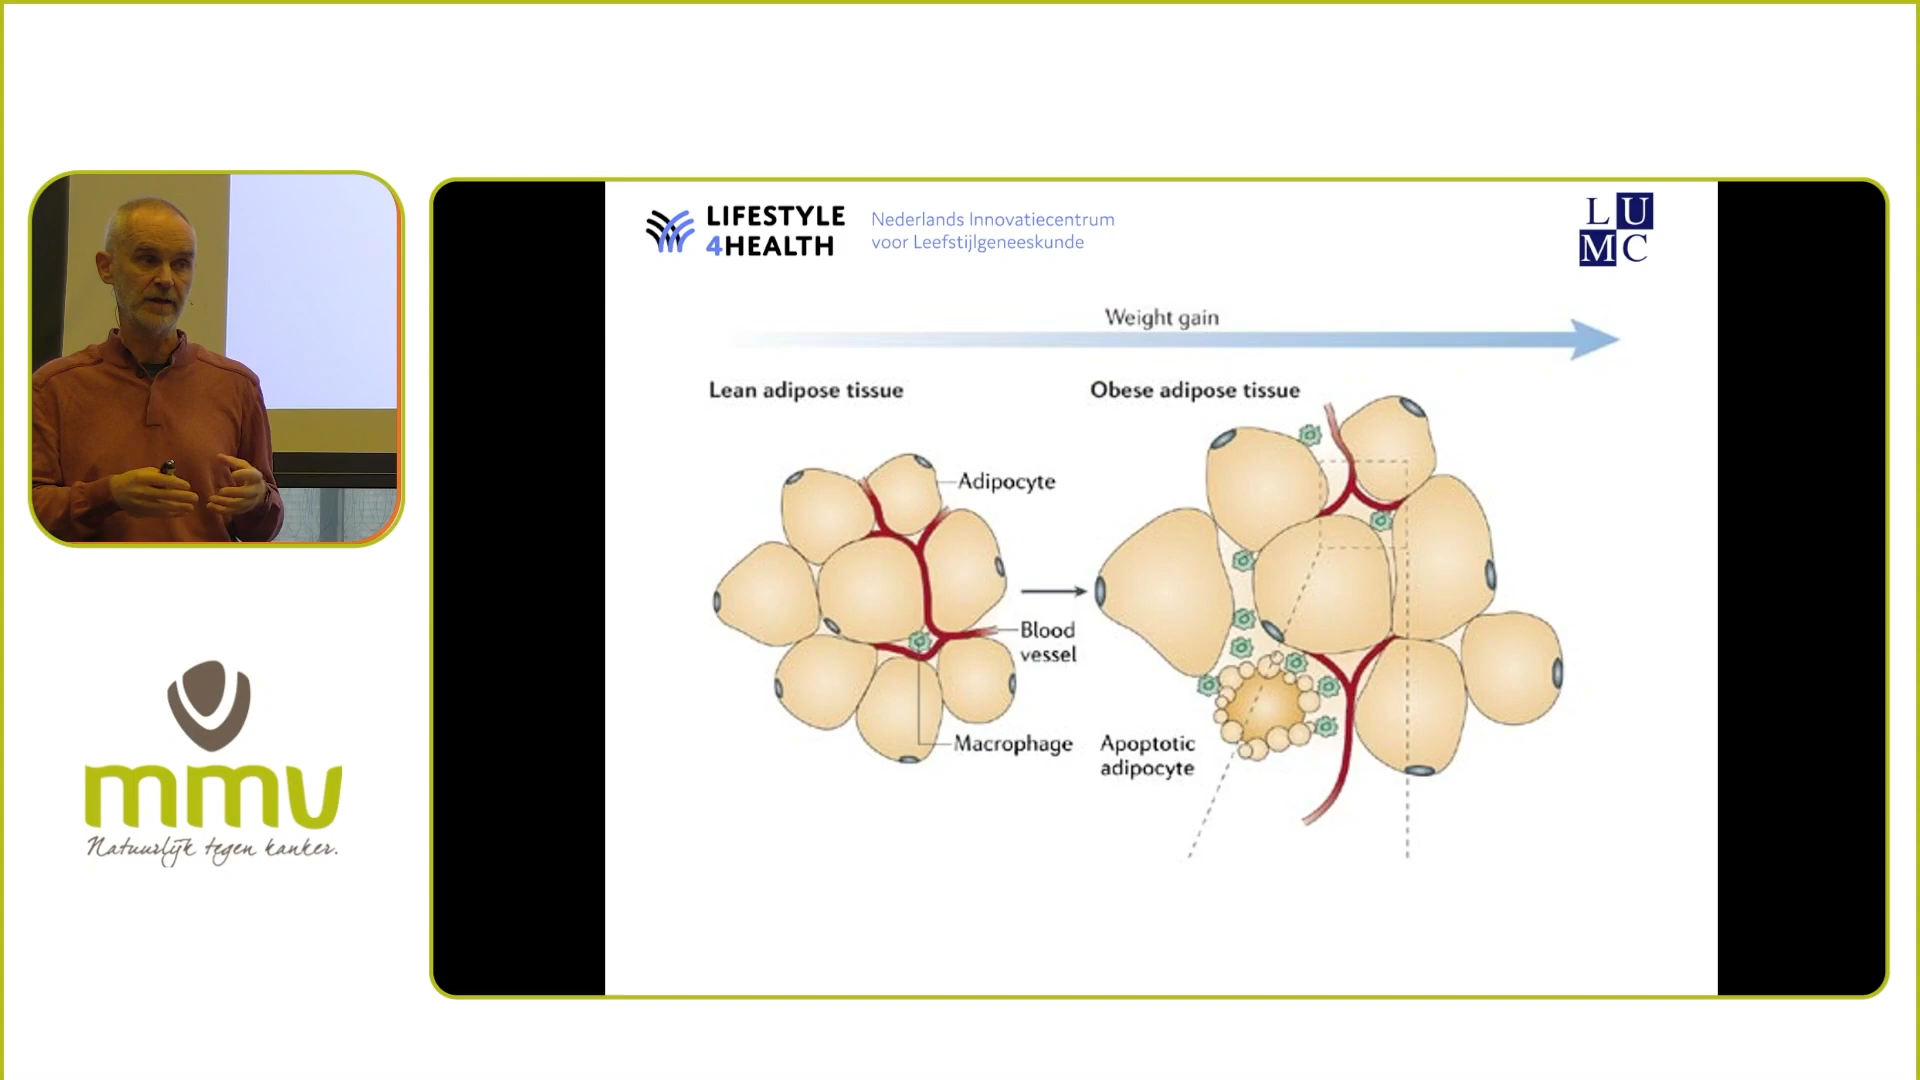 LIFESTYLE
4HEALTH
Nederlands Innovatiecentrum
voor Leefstijlgeneeskunde
L U
M C
Weight gain
Lean adipose tissue
Obese adipose tissue
Adipocyte
Blood
vessel
Macrophage
Apoptotic
adipocyte
mmv
Natuurlijk tegen kanker.